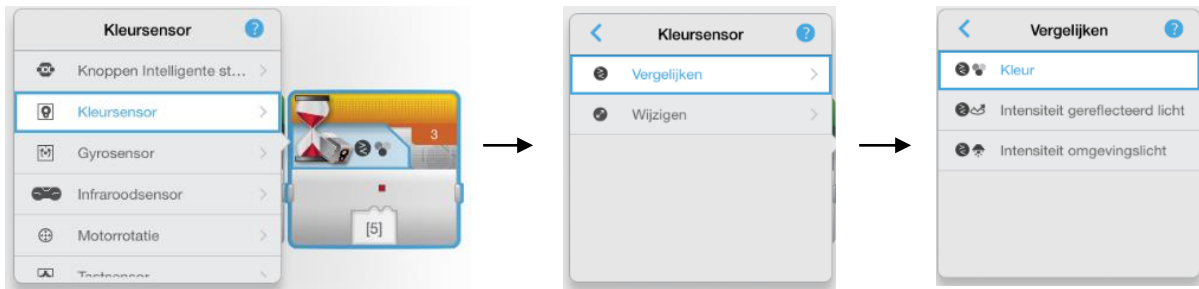 Kleursensor
?
Knoppen Intelligente st... >
Kleursensor >
Gyrosensor >
Infraroodsensor >
Motorrotatie >
Tastsensor
3
[5]
Kleursensor
?
Vergelijken >
Wijzigen >
Vergelijken
?
Kleur
Intensiteit gereflecteerd licht
Intensiteit omgevingslicht